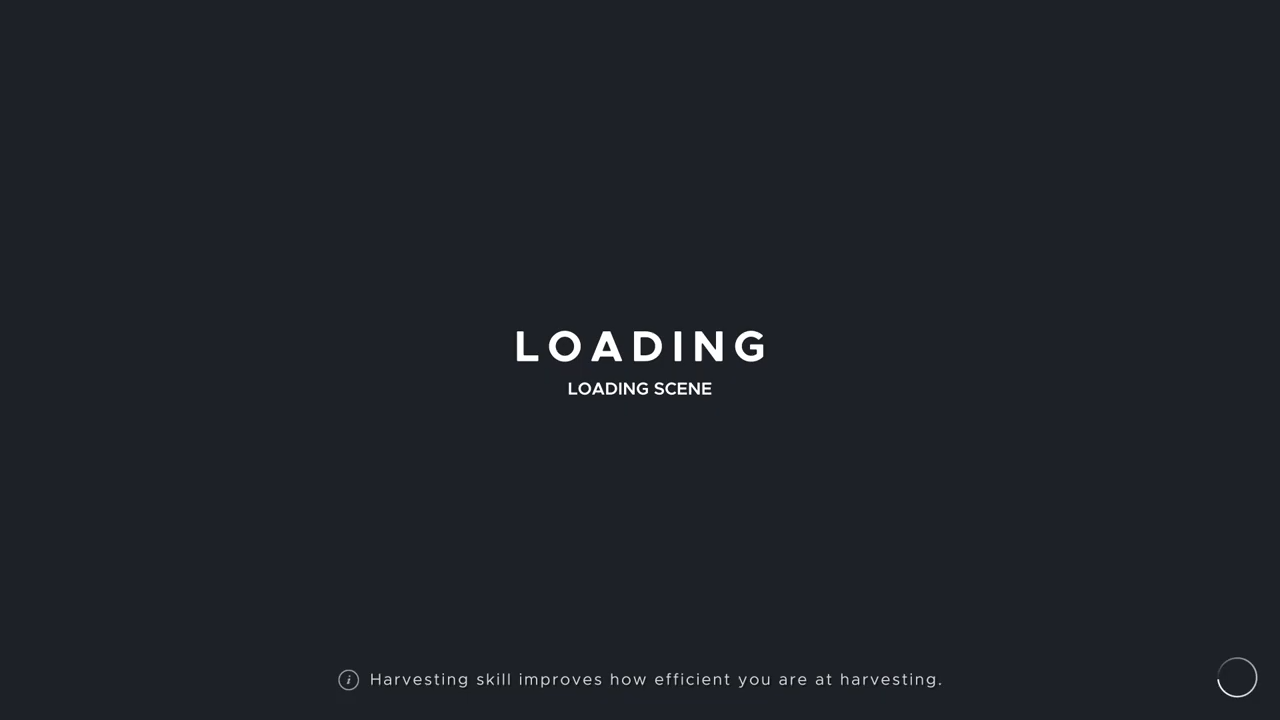 LOADING
LOADING SCENE
Harvesting skill improves how efficient you are at harvesting.